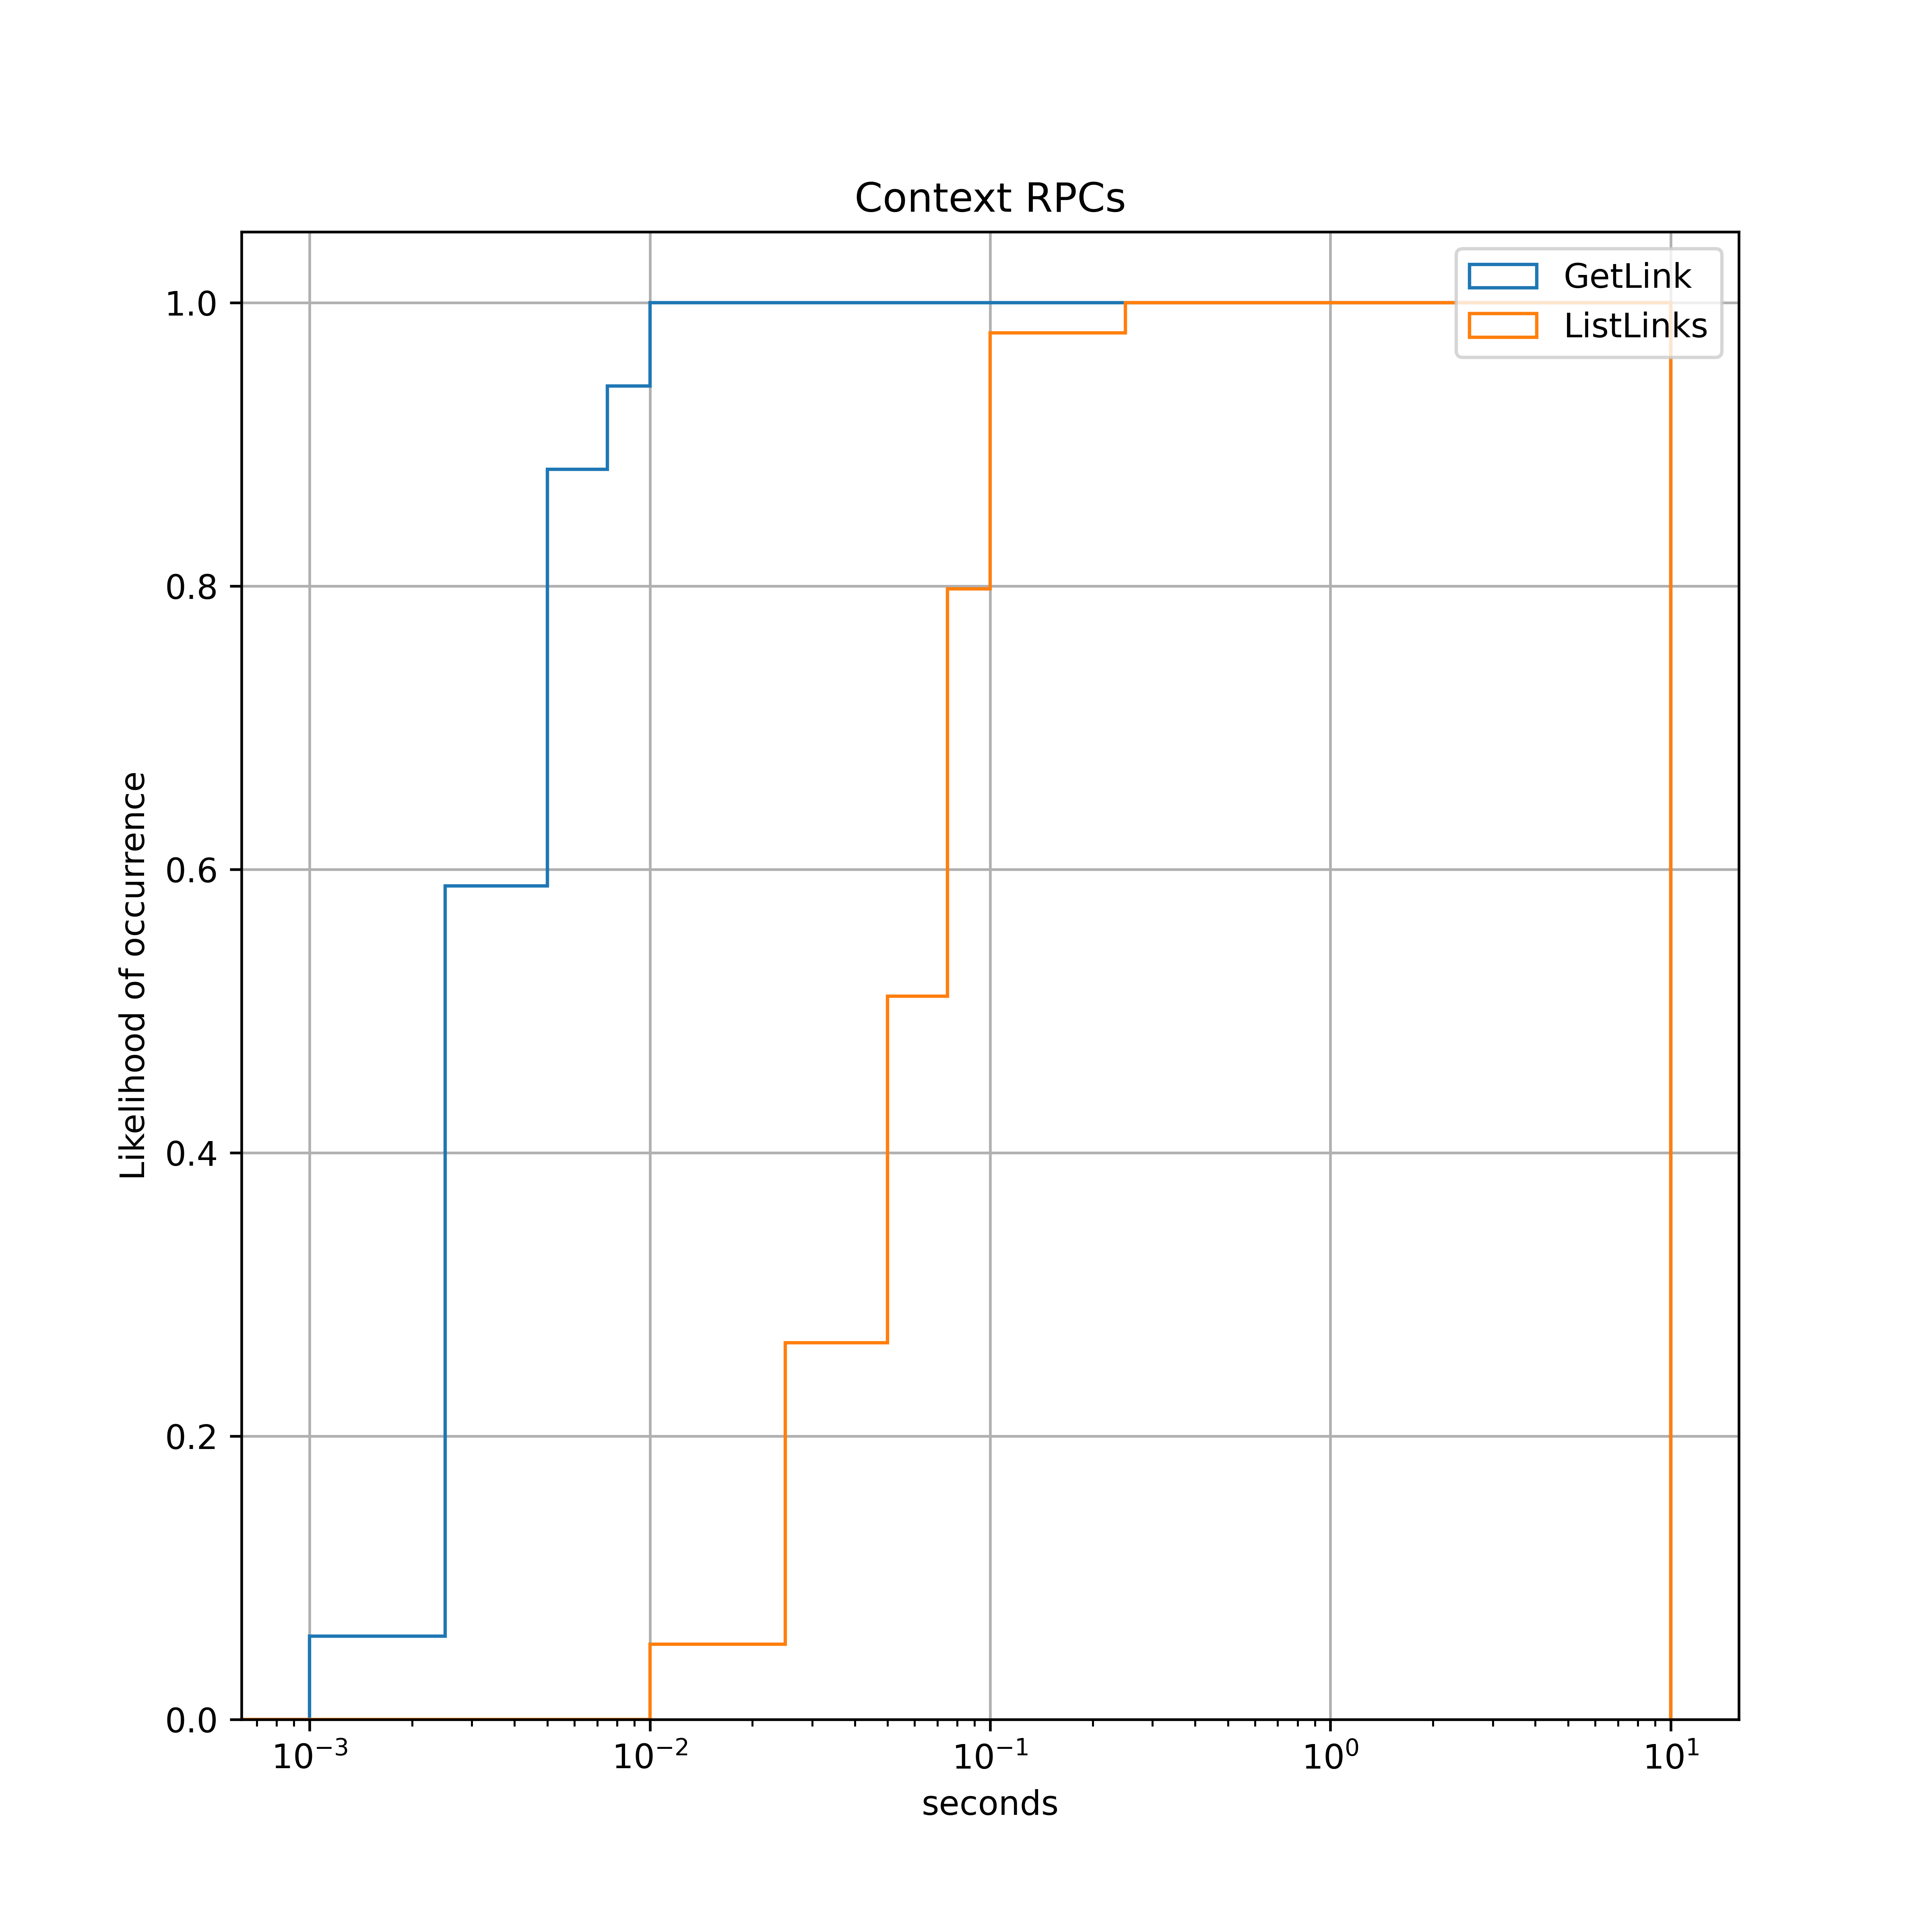 Context RPCs
GetLink
ListLinks
1.0
0.8
0.6
0.4
0.2
0.0
Likelihood of occurrence
10⁻³ 10⁻² 10⁻¹ 10⁰ 10¹
seconds